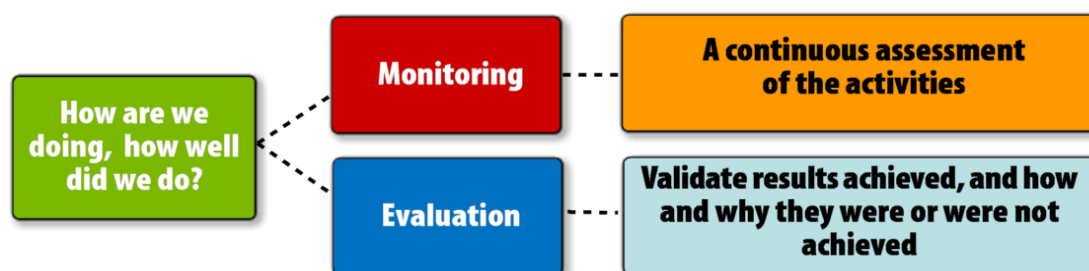 How are we
doing, how well
did we do?
Monitoring
A continuous assessment
of the activities
Evaluation
Validate results achieved, and how
and why they were or were not
achieved